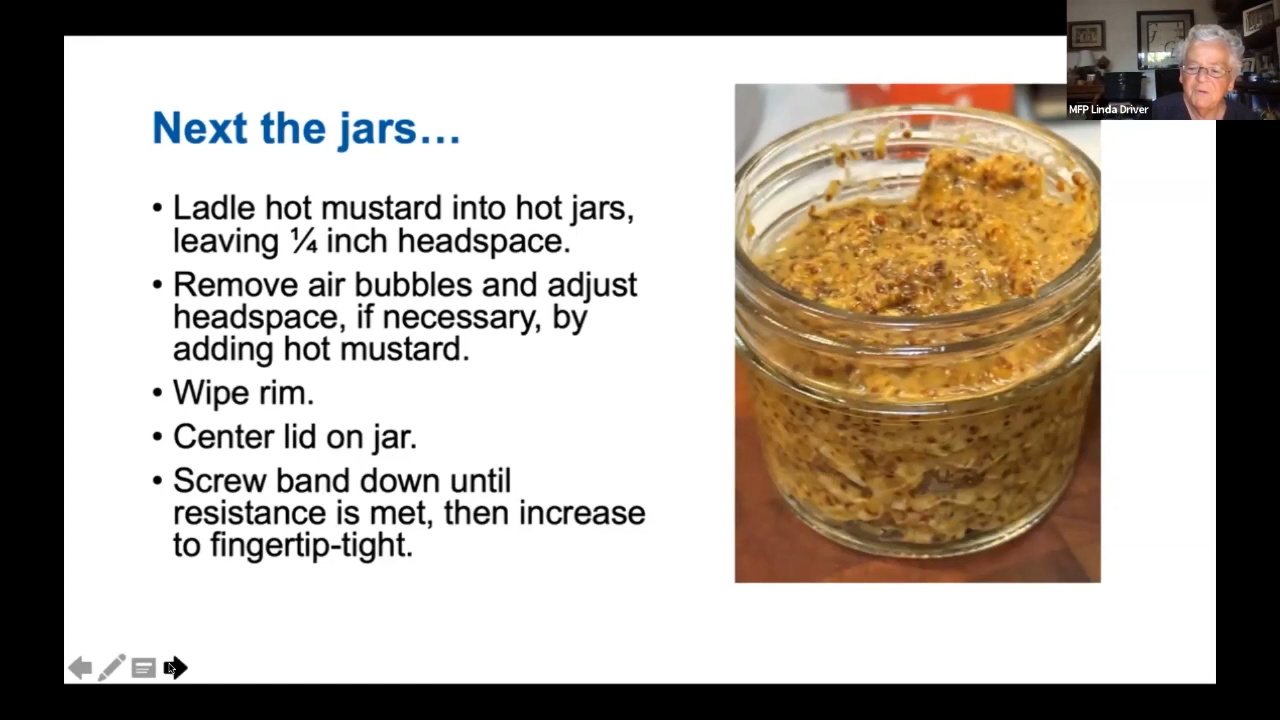 Next the jars…
• Ladle hot mustard into hot jars,
leaving ¼ inch headspace.
• Remove air bubbles and adjust
headspace, if necessary, by
adding hot mustard.
• Wipe rim.
• Center lid on jar.
• Screw band down until
resistance is met, then increase
to fingertip-tight.
MFP Linda Driver